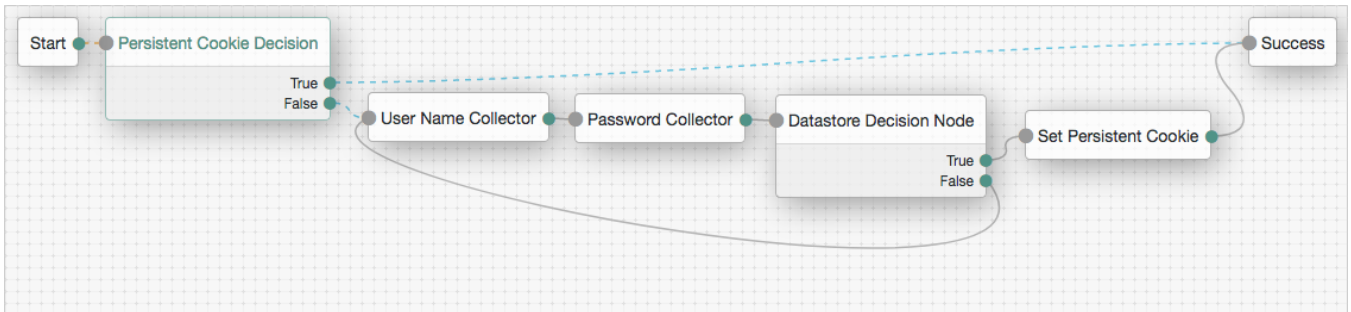 Start
Persistent Cookie Decision
True
False
User Name Collector
Password Collector
Datastore Decision Node
True
False
Set Persistent Cookie
Success